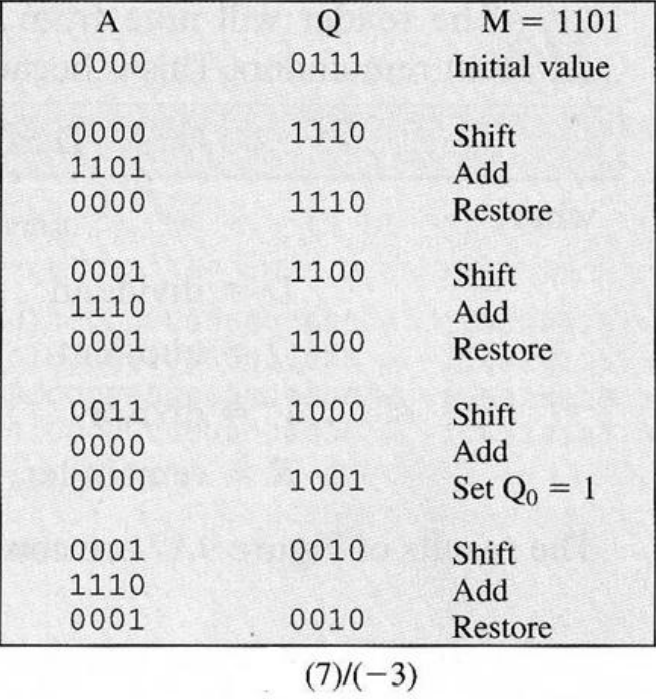 A Q M = 1101
0000 0111 Initial value
0000 1110 Shift
1101 Add
0000 1110 Restore
0001 1100 Shift
1110 Add
0001 1100 Restore
0011 1000 Shift
0000 Add
0000 1001 Set Q₀ = 1
0001 0010 Shift
1110 Add
0001 0010 Restore
(7)/(−3)